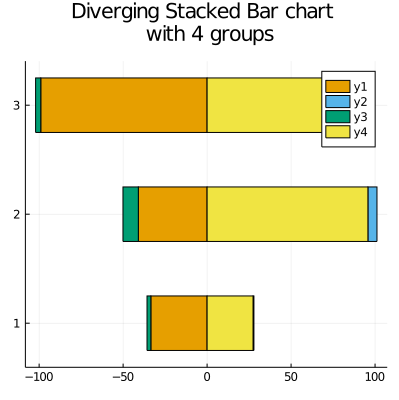 Diverging Stacked Bar chart
with 4 groups
y1
y2
y3
y4
3
2
1
−100
−50
0
50
100